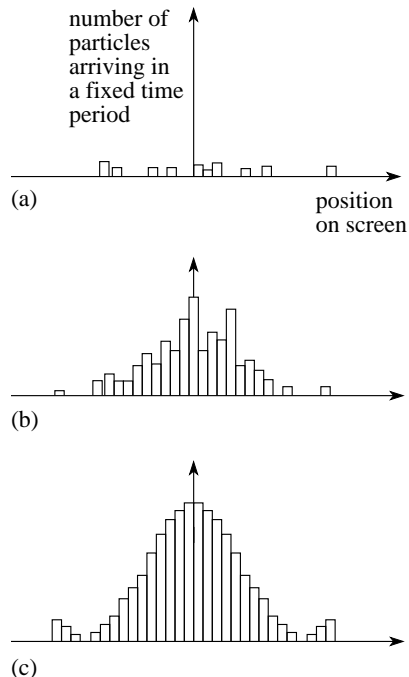 number of
particles
arriving in
a fixed time
period
(a)
position
on screen
(b)
(c)